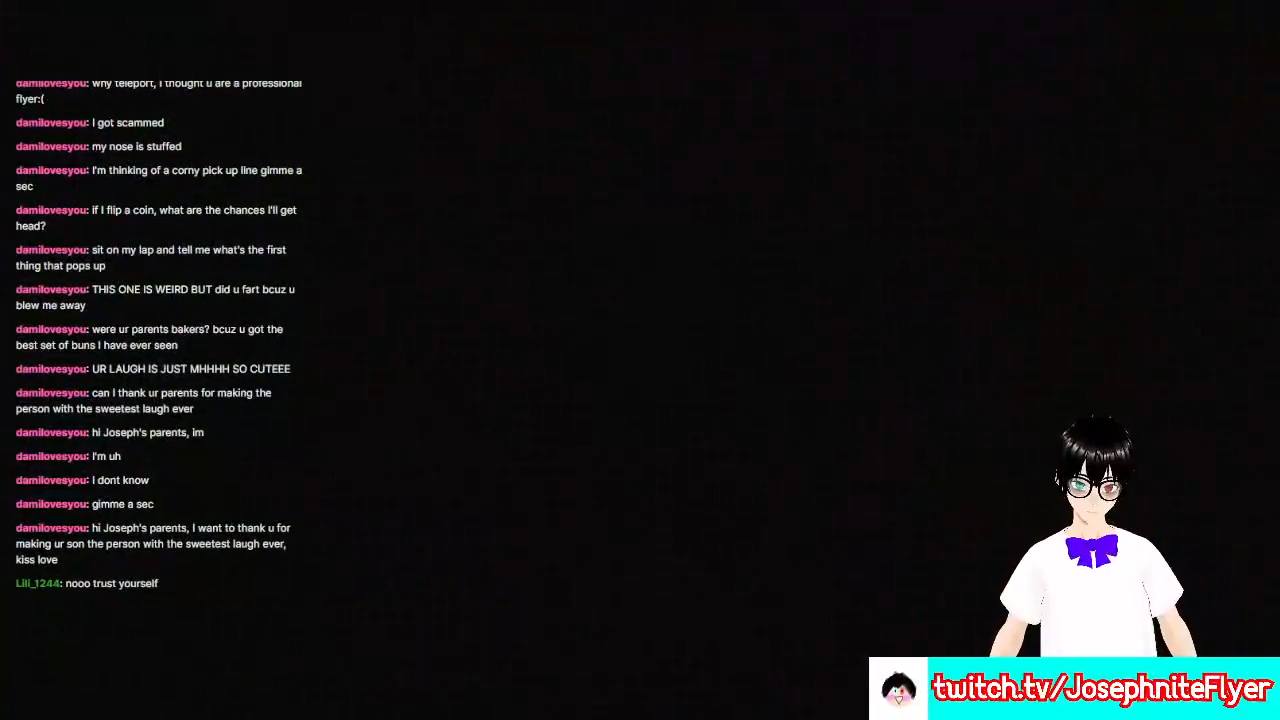 damilovesyou: why teleport, i thought u are a professional
flyer:(
damilovesyou: I got scammed
damilovesyou: my nose is stuffed
damilovesyou: I'm thinking of a corny pick up line gimme a
sec
damilovesyou: if I flip a coin, what are the chances I'll get
head?
damilovesyou: sit on my lap and tell me what's the first
thing that pops up
damilovesyou: THIS ONE IS WEIRD BUT did u fart bcuz u
blew me away
damilovesyou: were ur parents bakers? bcuz u got the
best set of buns I have ever seen
damilovesyou: UR LAUGH IS JUST MHHHH SO CUTEEE
damilovesyou: can i thank ur parents for making the
person with the sweetest laugh ever
damilovesyou: hi Joseph's parents, im
damilovesyou: I'm uh
damilovesyou: I dont know
damilovesyou: gimme a sec
damilovesyou: hi Joseph's parents, I want to thank u for
making ur son the person with the sweetest laugh ever,
kiss love
Lili_1244: nooo trust yourself
twitch.tv/JosephniteFlyer